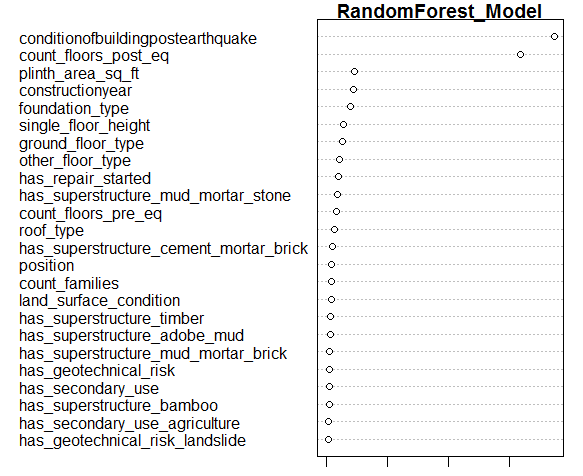 RandomForest_Model
conditionofbuildingpostearthquake
count_floors_post_eq
plinth_area_sq_ft
constructionyear
foundation_type
single_floor_height
ground_floor_type
other_floor_type
has_repair_started
has_superstructure_mud_mortar_stone
count_floors_pre_eq
roof_type
has_superstructure_cement_mortar_brick
position
count_families
land_surface_condition
has_superstructure_timber
has_superstructure_adobe_mud
has_superstructure_mud_mortar_brick
has_geotechnical_risk
has_secondary_use
has_superstructure_bamboo
has_secondary_use_agriculture
has_geotechnical_risk_landslide